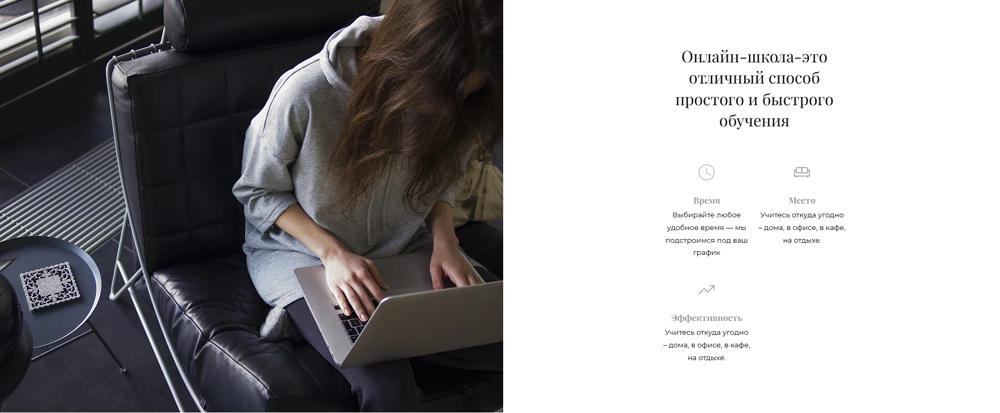 Онлайн-школа-это
отличный способ
простого и быстрого
обучения
Время
Выбирайте любое
удобное время — мы
подстроимся под ваш
график
Место
Учитесь откуда угодно
– дома, в офисе, в кафе,
на отдыхе.
Эффективность
Учитесь откуда угодно
– дома, в офисе, в кафе,
на отдыхе.